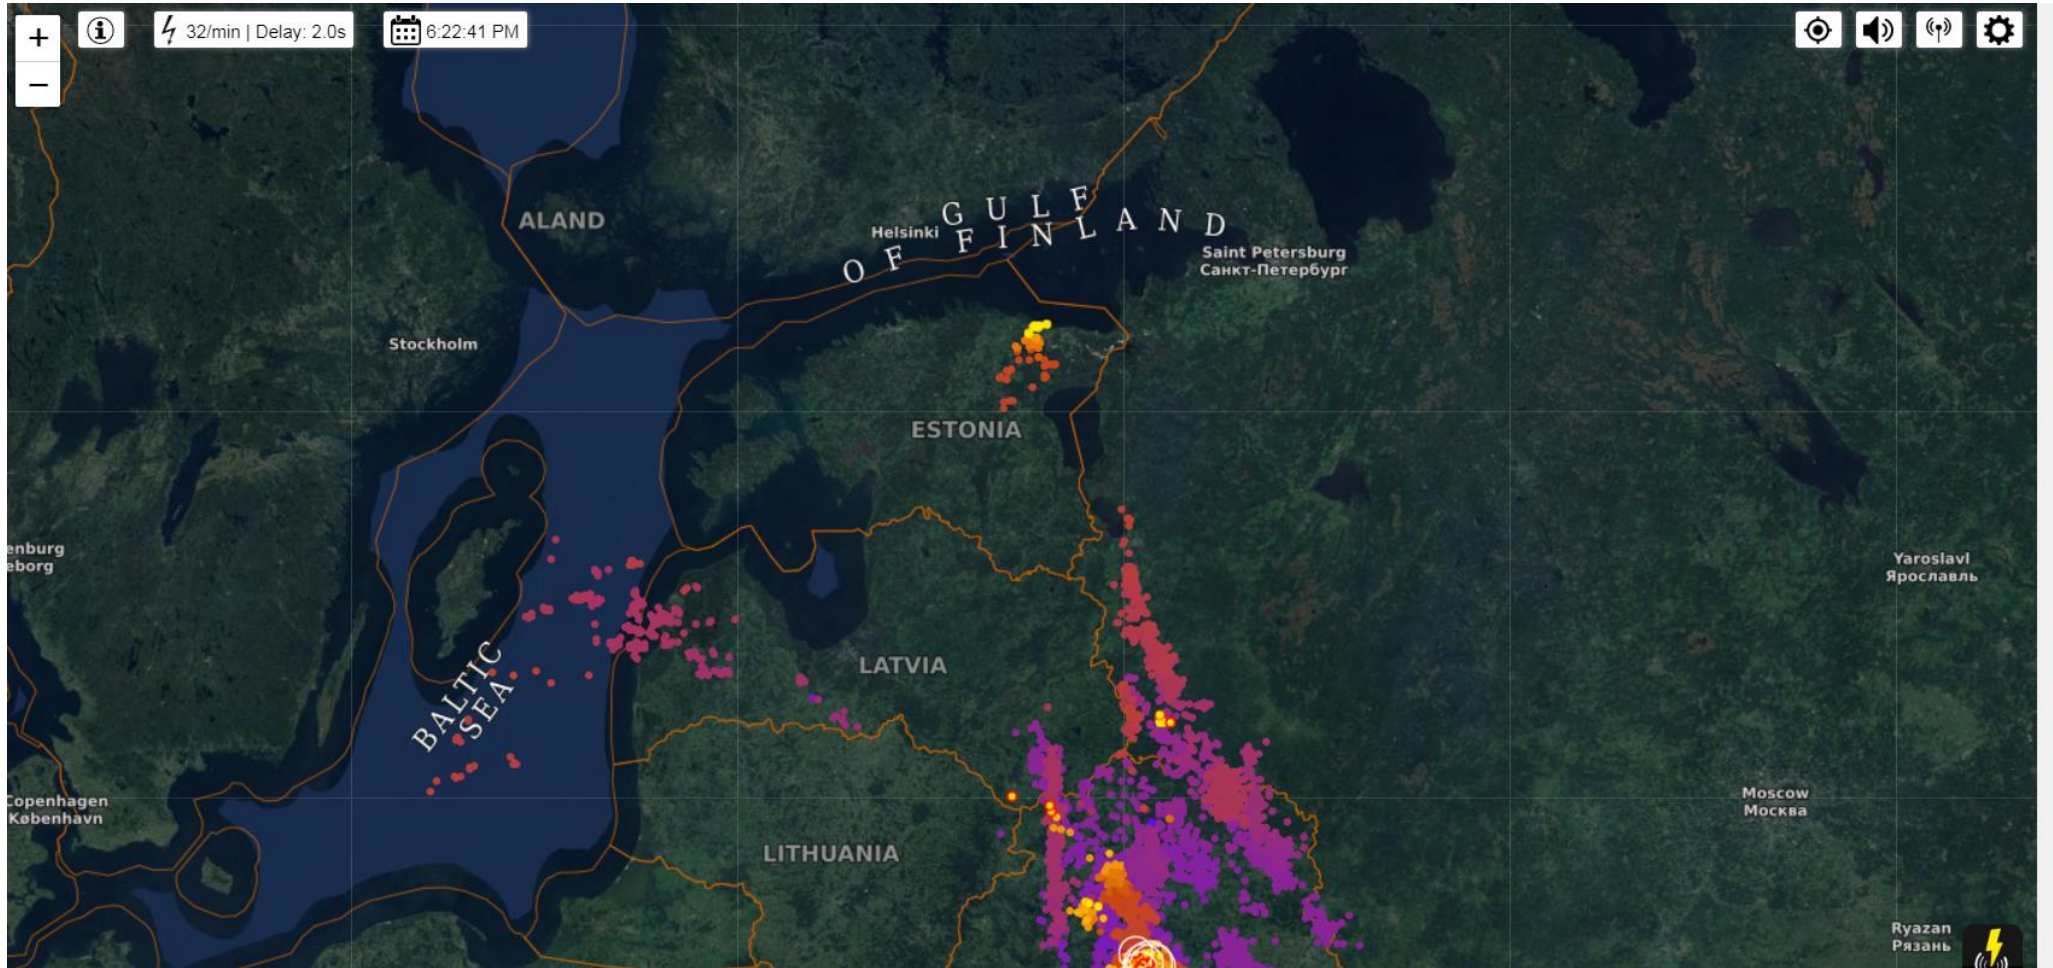 +
32/min | Delay: 2.0s
6:22:41 PM
−
ALAND
GULF
OF FINLAND
Helsinki
Saint Petersburg
Санкт-Петербург
Stockholm
ESTONIA
enburg
eborg
Yaroslavl
Ярославль
BALTIC
SEA
LATVIA
Copenhagen
København
Moscow
Москва
LITHUANIA
Ryazan
Рязань